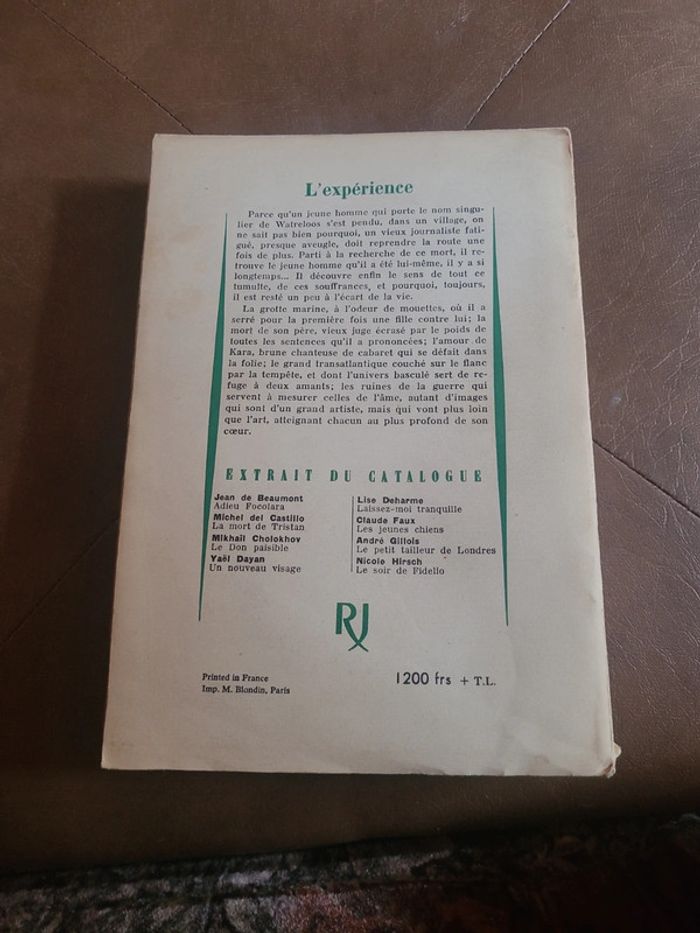 L'expérience
Parce qu'un jeune homme qui porte le nom singu-
lier de Watreloos s'est pendu, dans un village, on
ne sait pas bien pourquoi, un vieux journaliste fati-
gué, presque aveugle, doit reprendre la route une
fois de plus. Parti à la recherche de ce mort, il re-
trouve le jeune homme qu'il a été lui-même, il y a si
longtemps... Il découvre enfin le sens de tout ce
tumulte, de ces souffrances, et pourquoi, toujours,
il est resté un peu à l'écart de la vie.
La grotte marine, à l'odeur de mouettes, où il a
serré pour la première fois une fille contre lui; la
mort de son père, vieux juge écrasé par le poids de
toutes les sentences qu'il a prononcées; l'amour de
Kara, brune chanteuse de cabaret qui se défait dans
la folie; le grand transatlantique couché sur le flanc
par la tempête, et dont l'univers basculé sert de re-
fuge à deux amants; les ruines de la guerre qui
servent à mesurer celles de l'âme, autant d'images
qui sont d'un grand artiste, mais qui vont plus loin
que l'art, atteignant chacun au plus profond de son
cœur.
EXTRAIT DU CATALOGUE
Jean de Beaumont
Adieu Focolara
Michel del Castillo
La mort de Tristan
Mikhaïl Cholokhov
Le Don paisible
Yaël Dayan
Un nouveau visage
Lise Deharme
Laissez-moi tranquille
Claude Faux
Les jeunes chiens
André Gillois
Le petit tailleur de Londres
Nicole Hirsch
Le soir de Fidelio
RJ
Printed in France
Imp. M. Blondin, Paris
1200 frs + T.L.